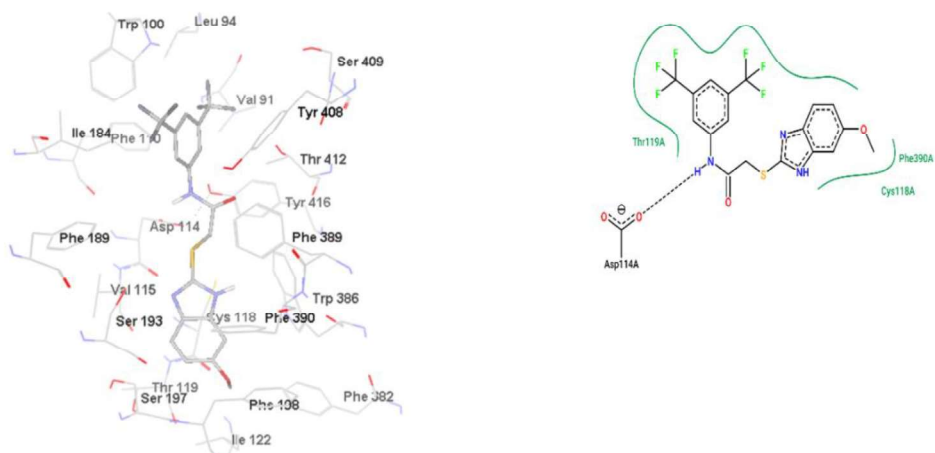 Trp 100
Leu 94
Ser 409
Val 91
Tyr 408
Ile 184
Phe 110
Thr 412
Asp 114
Tyr 416
Phe 189
Phe 389
Val 115
Trp 386
Ser 193
Cys 118
Phe 390
Thr 119
Ser 197
Phe 382
Ile 122
F
F
F
F
F
F
Thr119A
N
O
H
N
S
NH
O
Phe390A
Cys118A
O
O
Asp114A